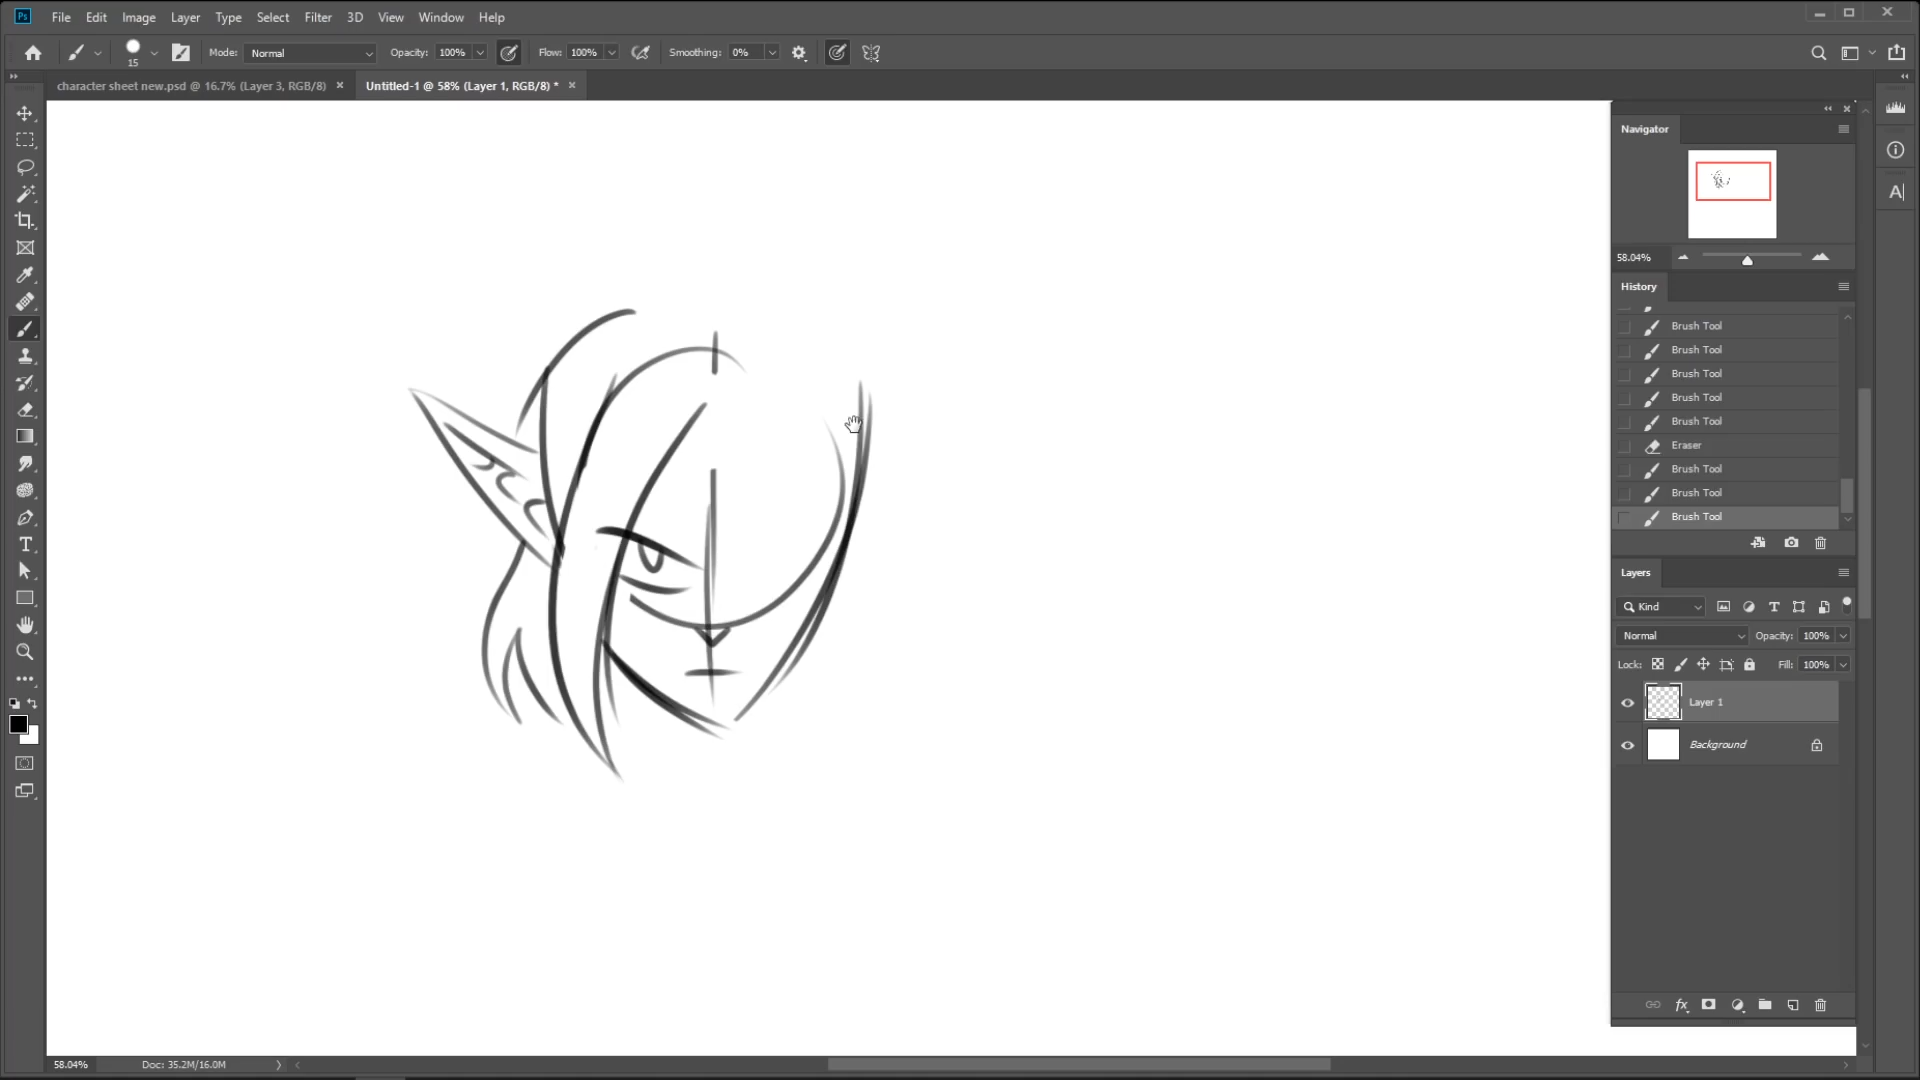 Ps File Edit Image Layer Type Select Filter 3D View Window Help
15 Mode: Normal Opacity: 100% Flow: 100% Smoothing: 0%
character sheet new.psd @ 16.7% (Layer 3, RGB/8) × Untitled-1 @ 58% (Layer 1, RGB/8) * ×
Navigator
58.04%
History
Brush Tool
Brush Tool
Brush Tool
Brush Tool
Brush Tool
Eraser
Brush Tool
Brush Tool
Brush Tool
Layers
Kind
Normal Opacity: 100%
Lock: Fill: 100%
Layer 1
Background
58.04% Doc: 35.2M/16.0M